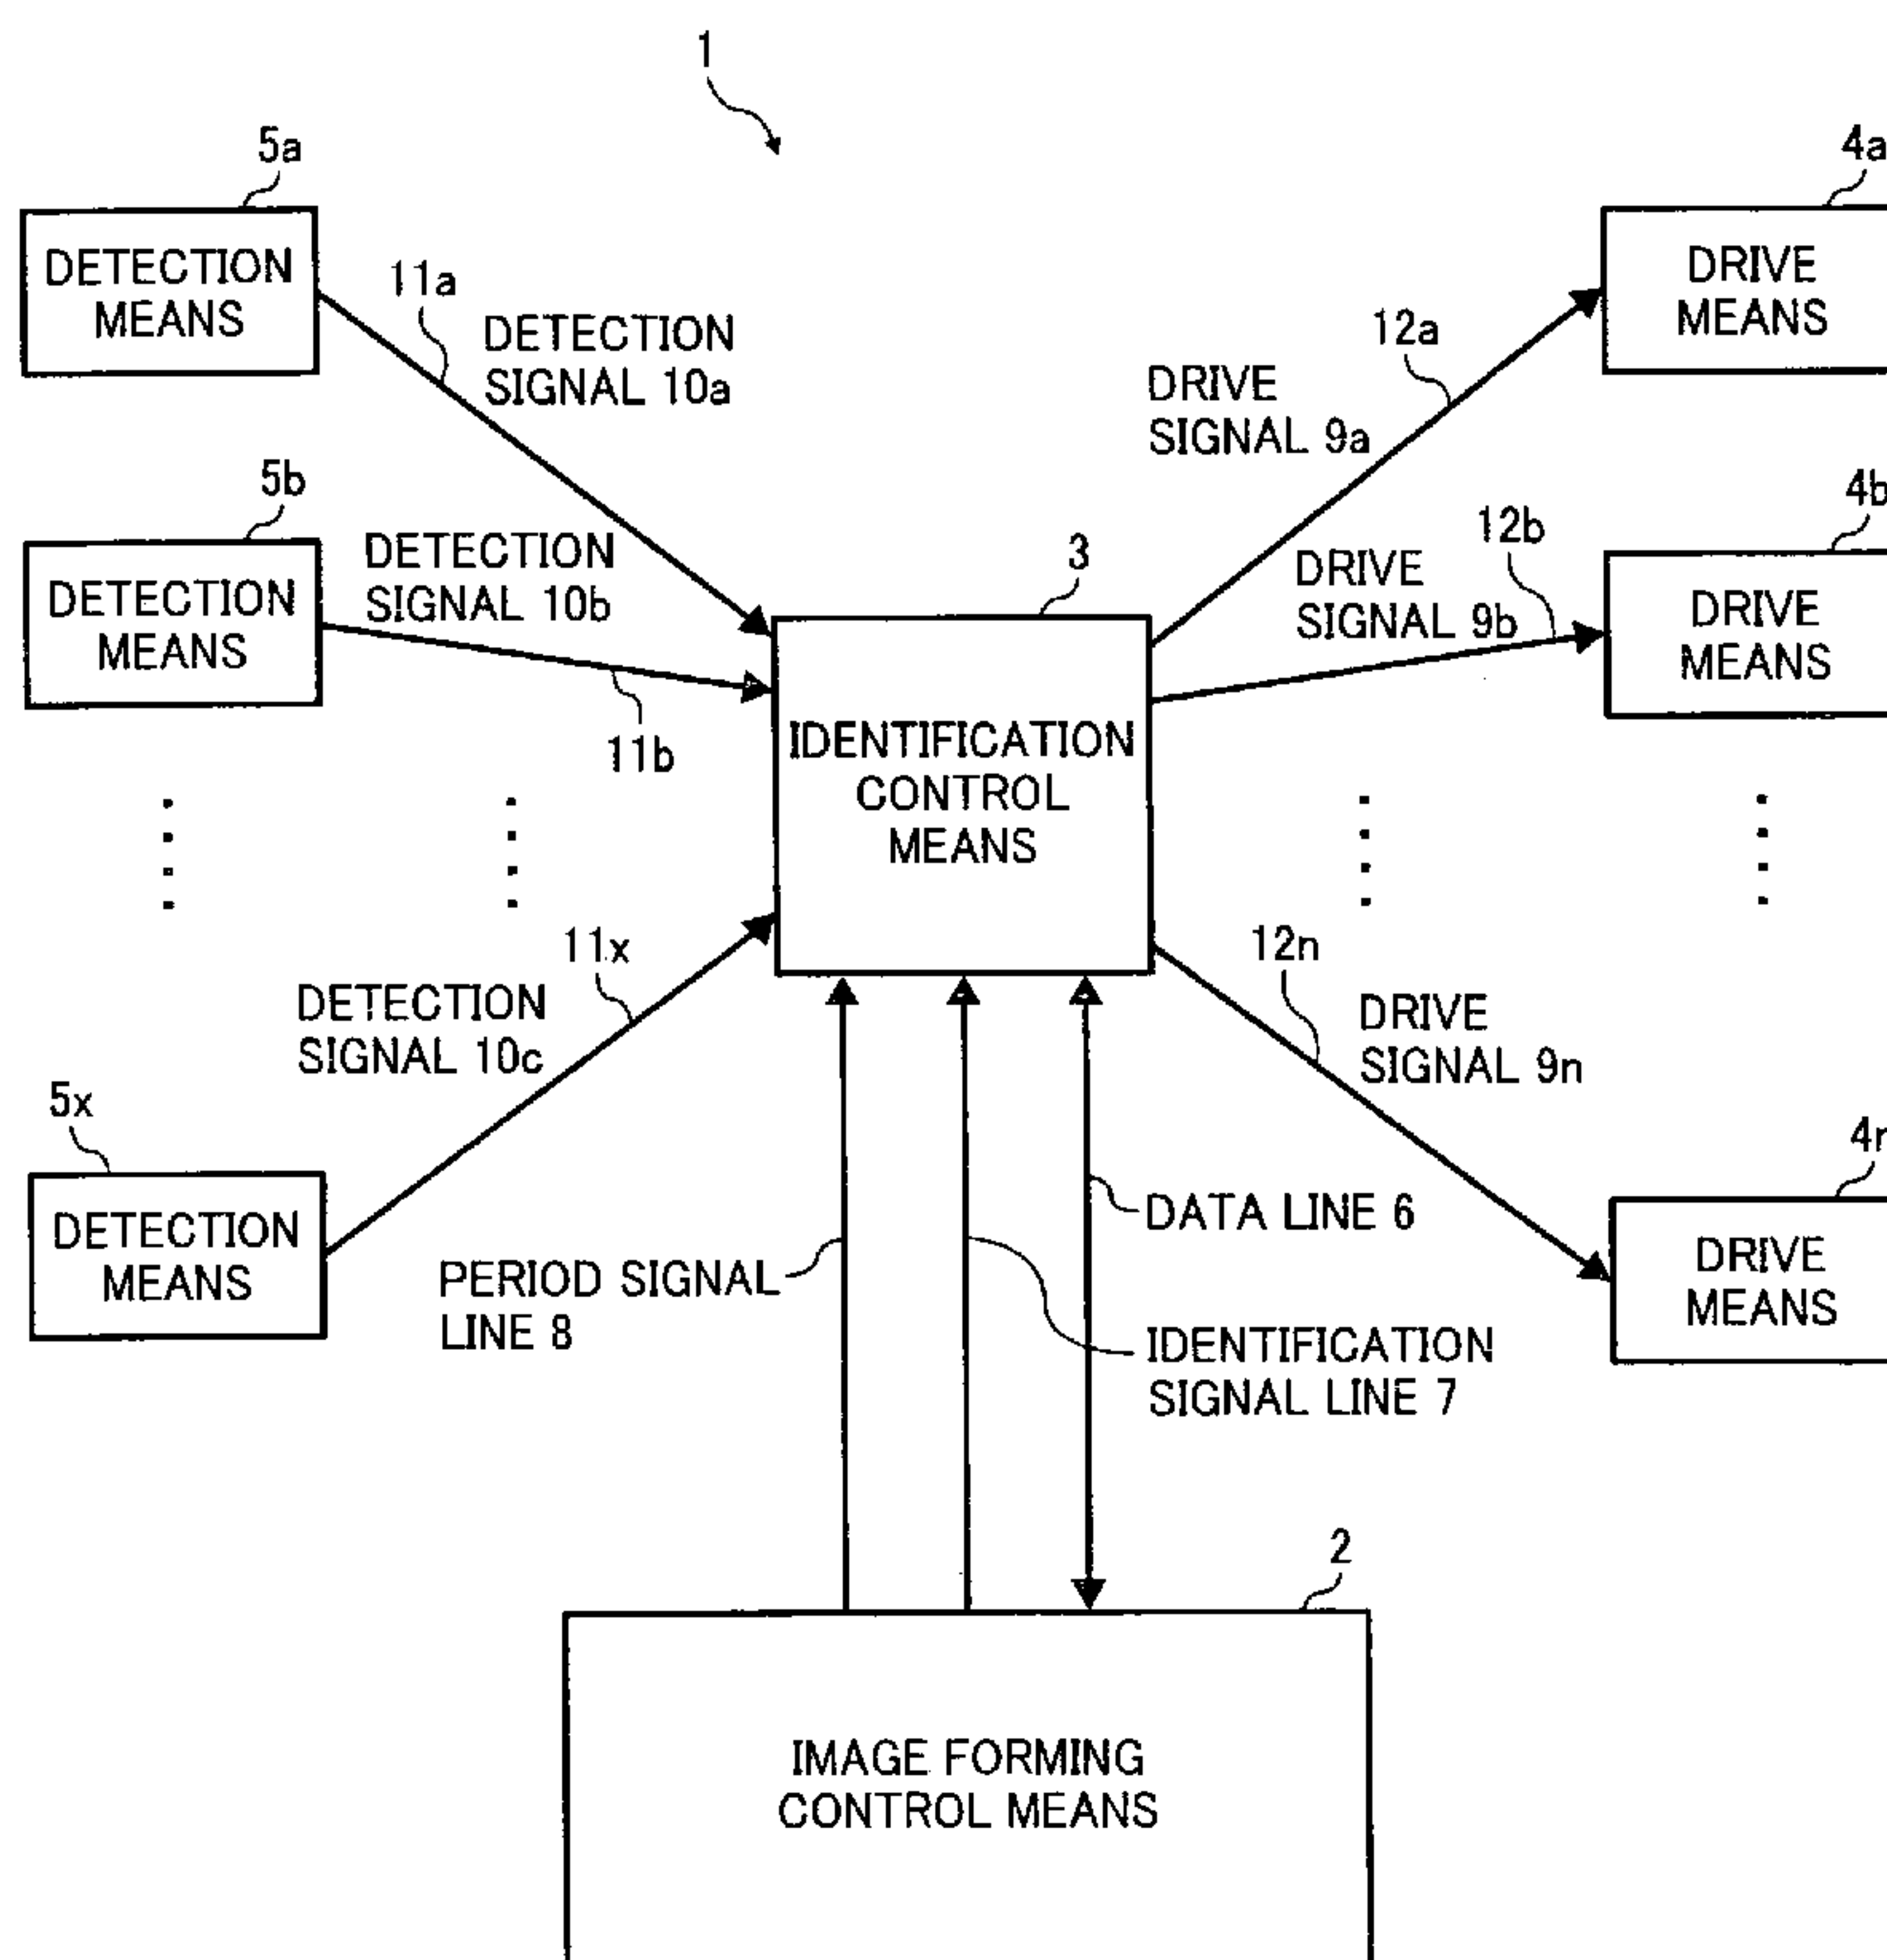 1
5a
4a
DETECTION
MEANS
11a
DETECTION
SIGNAL 10a
12a
DRIVE
SIGNAL 9a
DRIVE
MEANS
5b
4b
DETECTION
MEANS
DETECTION
SIGNAL 10b
11b
3
IDENTIFICATION
CONTROL
MEANS
12b
DRIVE
SIGNAL 9b
DRIVE
MEANS
11x
DETECTION
SIGNAL 10c
12n
DRIVE
SIGNAL 9n
5x
DETECTION
MEANS
PERIOD SIGNAL
LINE 8
DATA LINE 6
IDENTIFICATION
SIGNAL LINE 7
DRIVE
MEANS
2
IMAGE FORMING
CONTROL MEANS